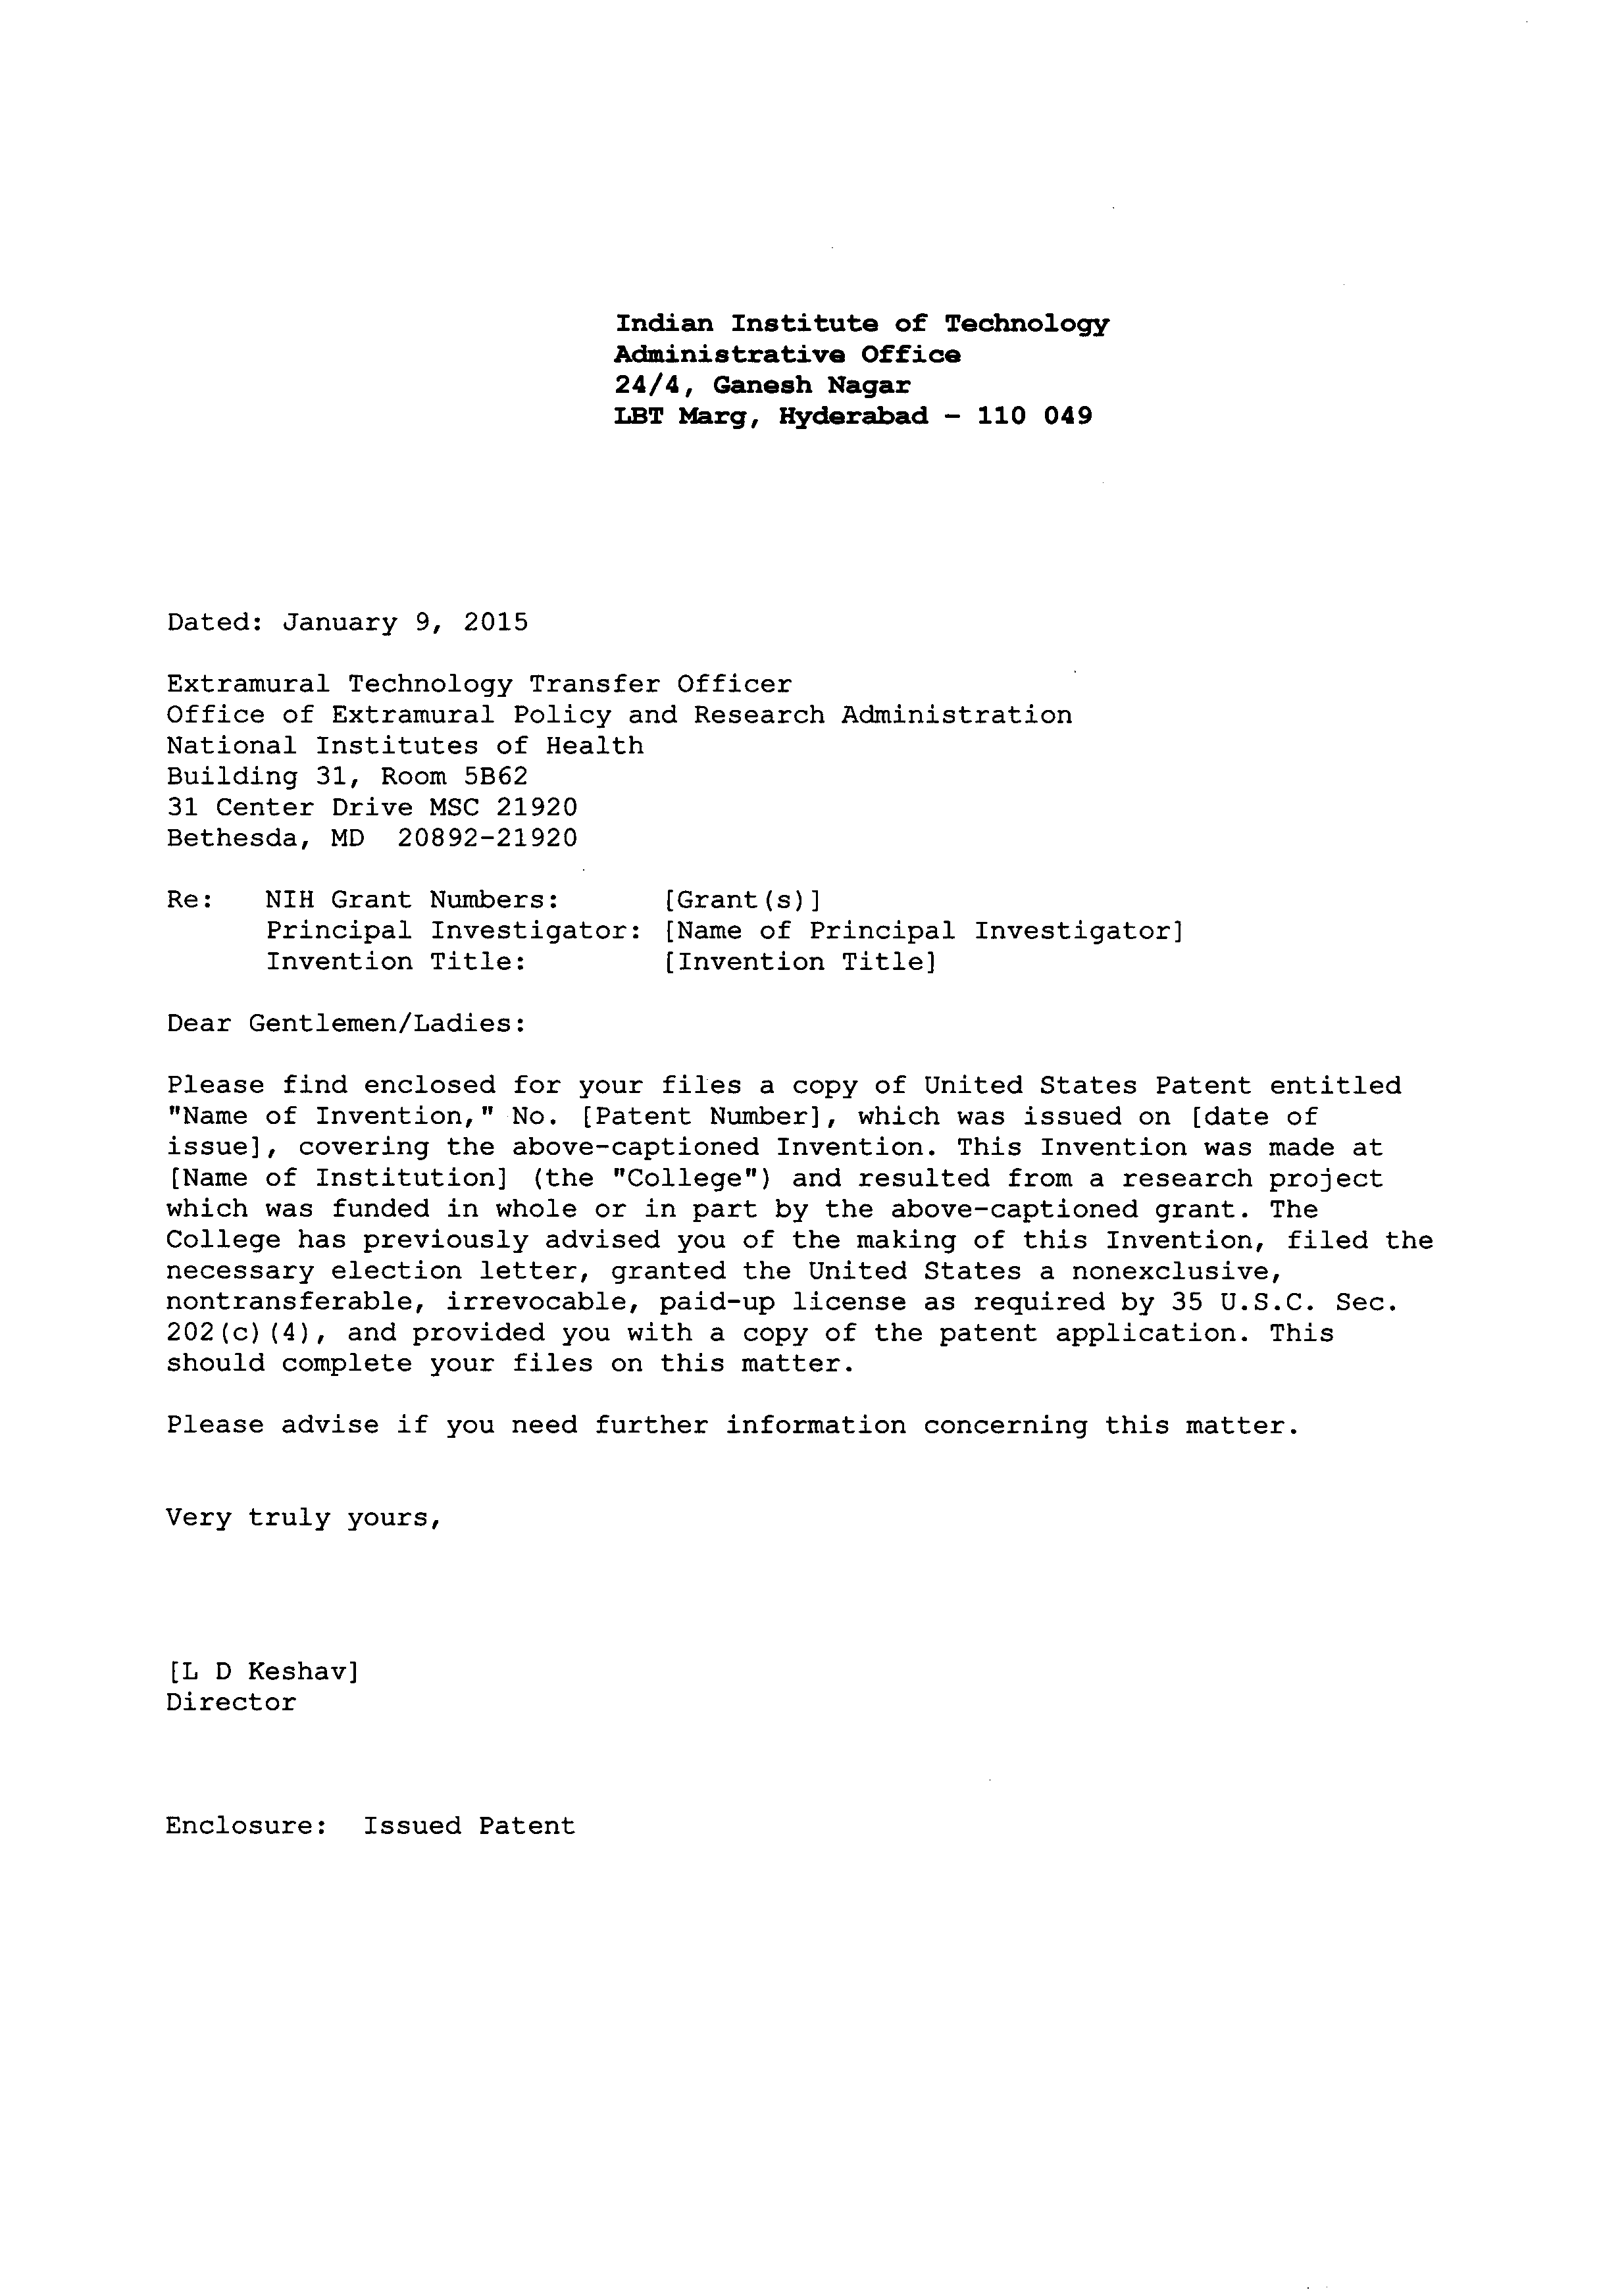 Indian Institute of Technology
Administrative Office
24/4, Ganesh Nagar
LBT Marg, Hyderabad - 110 049
Dated: January 9, 2015
Extramural Technology Transfer Officer
Office of Extramural Policy and Research Administration
National Institutes of Health
Building 31, Room 5B62
31 Center Drive MSC 21920
Bethesda, MD  20892-21920
Re:   NIH Grant Numbers:      [Grant(s)]
Principal Investigator: [Name of Principal Investigator]
Invention Title:        [Invention Title]
Dear Gentlemen/Ladies:
Please find enclosed for your files a copy of United States Patent entitled
"Name of Invention," No. [Patent Number], which was issued on [date of
issue], covering the above-captioned Invention. This Invention was made at
[Name of Institution] (the "College") and resulted from a research project
which was funded in whole or in part by the above-captioned grant. The
College has previously advised you of the making of this Invention, filed the
necessary election letter, granted the United States a nonexclusive,
nontransferable, irrevocable, paid-up license as required by 35 U.S.C. Sec.
202(c)(4), and provided you with a copy of the patent application. This
should complete your files on this matter.
Please advise if you need further information concerning this matter.
Very truly yours,
[L D Keshav]
Director
Enclosure:  Issued Patent